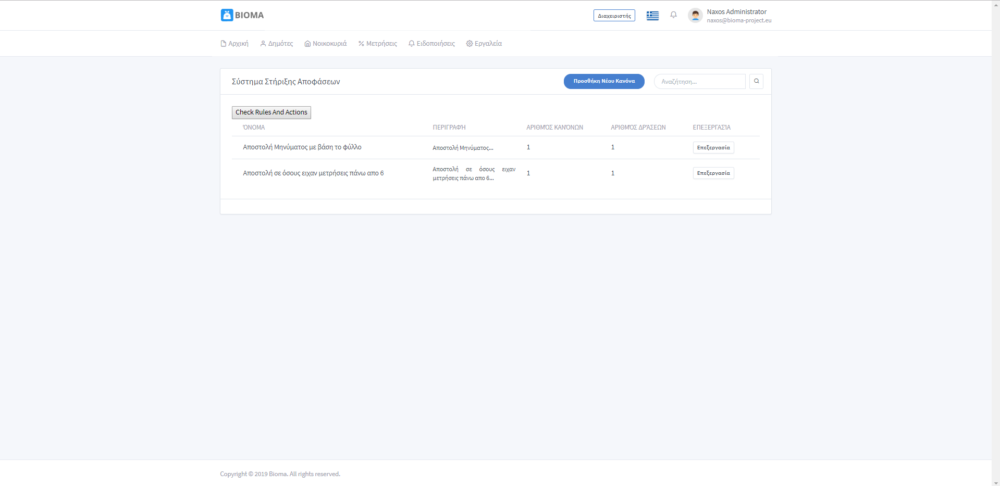 BIOMA
Διαχειριστής
Naxos Administrator
naxos@bioma-project.eu
Αρχική Δημότες Νοικοκυριά Μετρήσεις Ειδοποιήσεις Εργαλεία
Σύστημα Στήριξης Αποφάσεων
Προσθήκη Νέου Κανόνα
Αναζήτηση...
Check Rules And Actions
ΌΝΟΜΑ ΠΕΡΙΓΡΑΦΉ ΑΡΙΘΜΌΣ ΚΑΝΌΝΩΝ ΑΡΙΘΜΌΣ ΔΡΆΣΕΩΝ ΕΠΕΞΕΡΓΑΣΊΑ
Αποστολή Μηνύματος με βάση το φύλλο Αποστολή Μηνύματος... 1 1 Επεξεργασία
Αποστολή σε όσους ειχαν μετρήσεις πάνω απο 6 Αποστολή σε όσους ειχαν
μετρήσεις πάνω απο 6... 1 1 Επεξεργασία
Copyright © 2019 Bioma. All rights reserved.